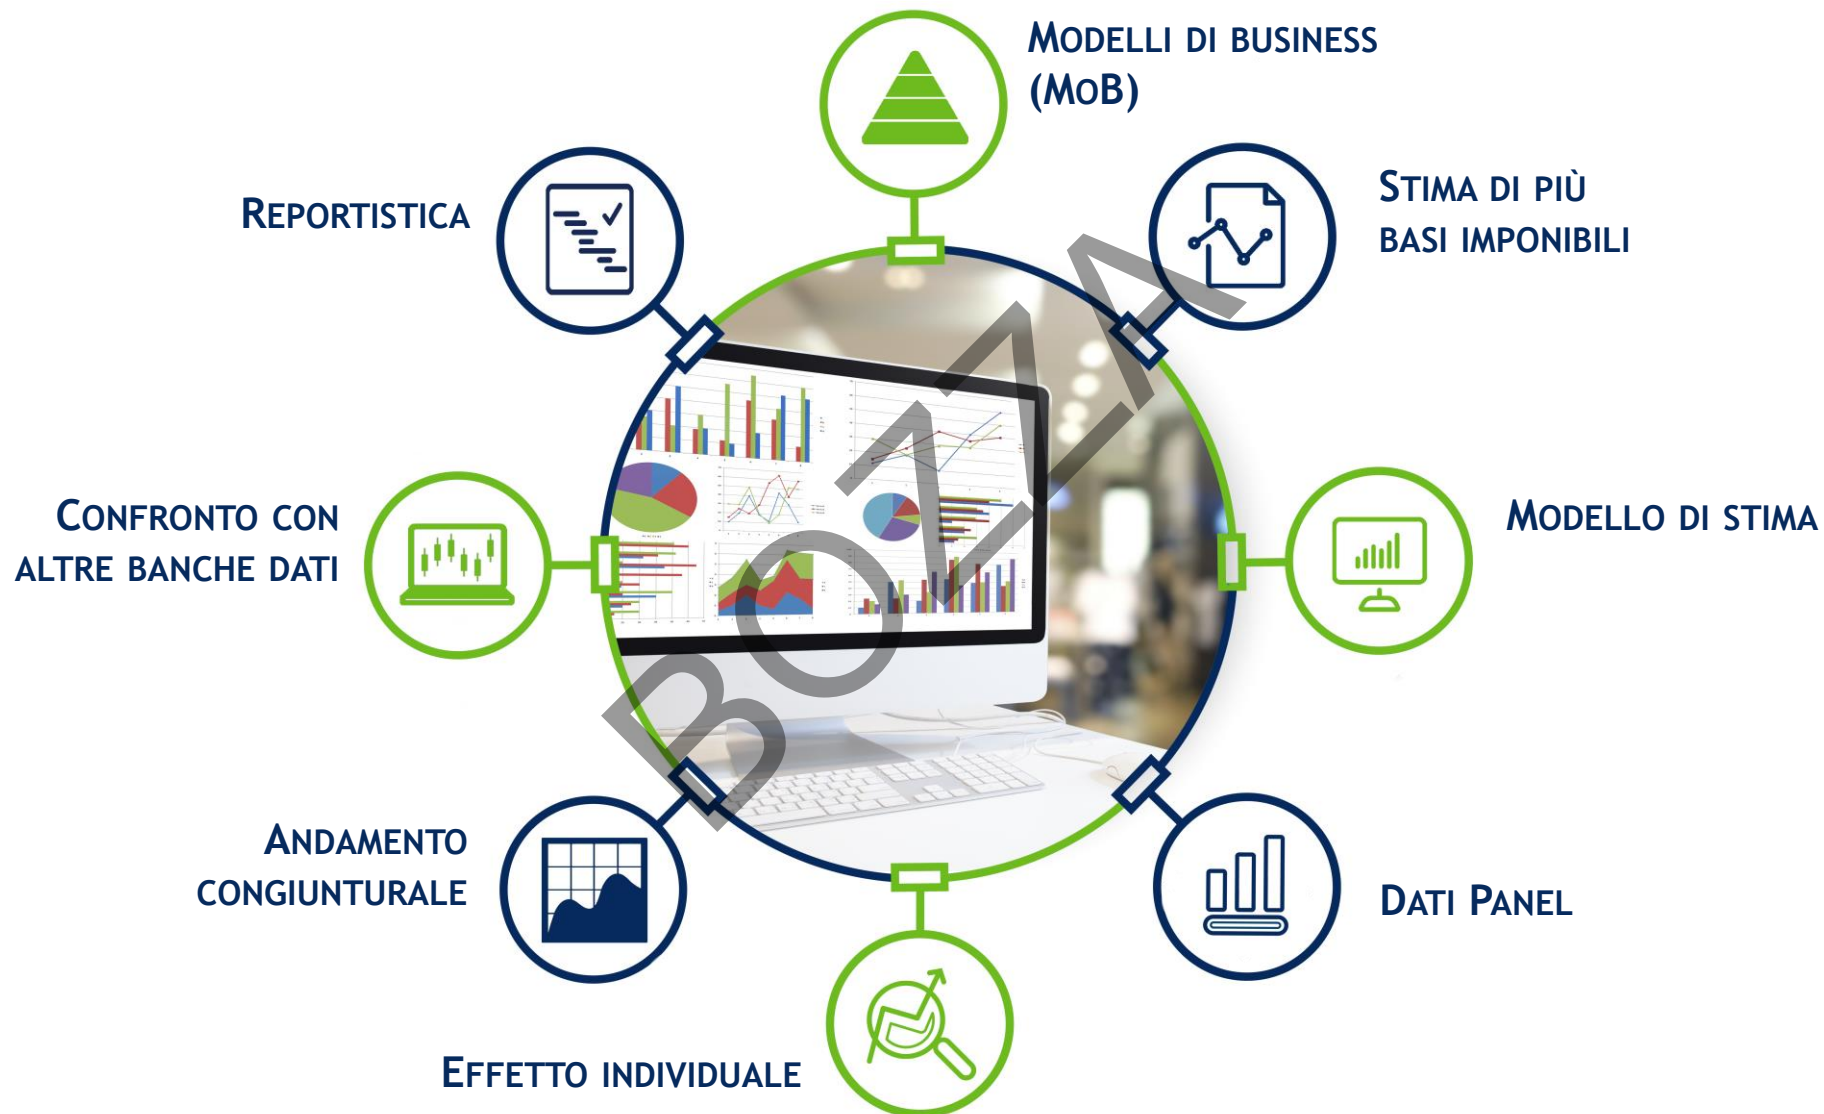 MODELLI DI BUSINESS
(MOB)
STIMA DI PIÙ
BASI IMPONIBILI
REPORTISTICA
MODELLO DI STIMA
CONFRONTO CON
ALTRE BANCHE DATI
ANDAMENTO
CONGIUNTURALE
DATI PANEL
EFFETTO INDIVIDUALE
BOZZA